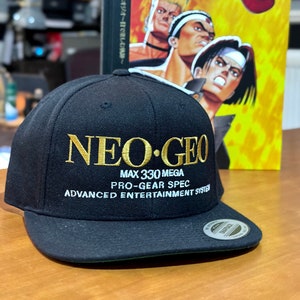 NEO·GEO
MAX 330 MEGA
PRO-GEAR SPEC
ADVANCED ENTERTAINMENT SYSTEM